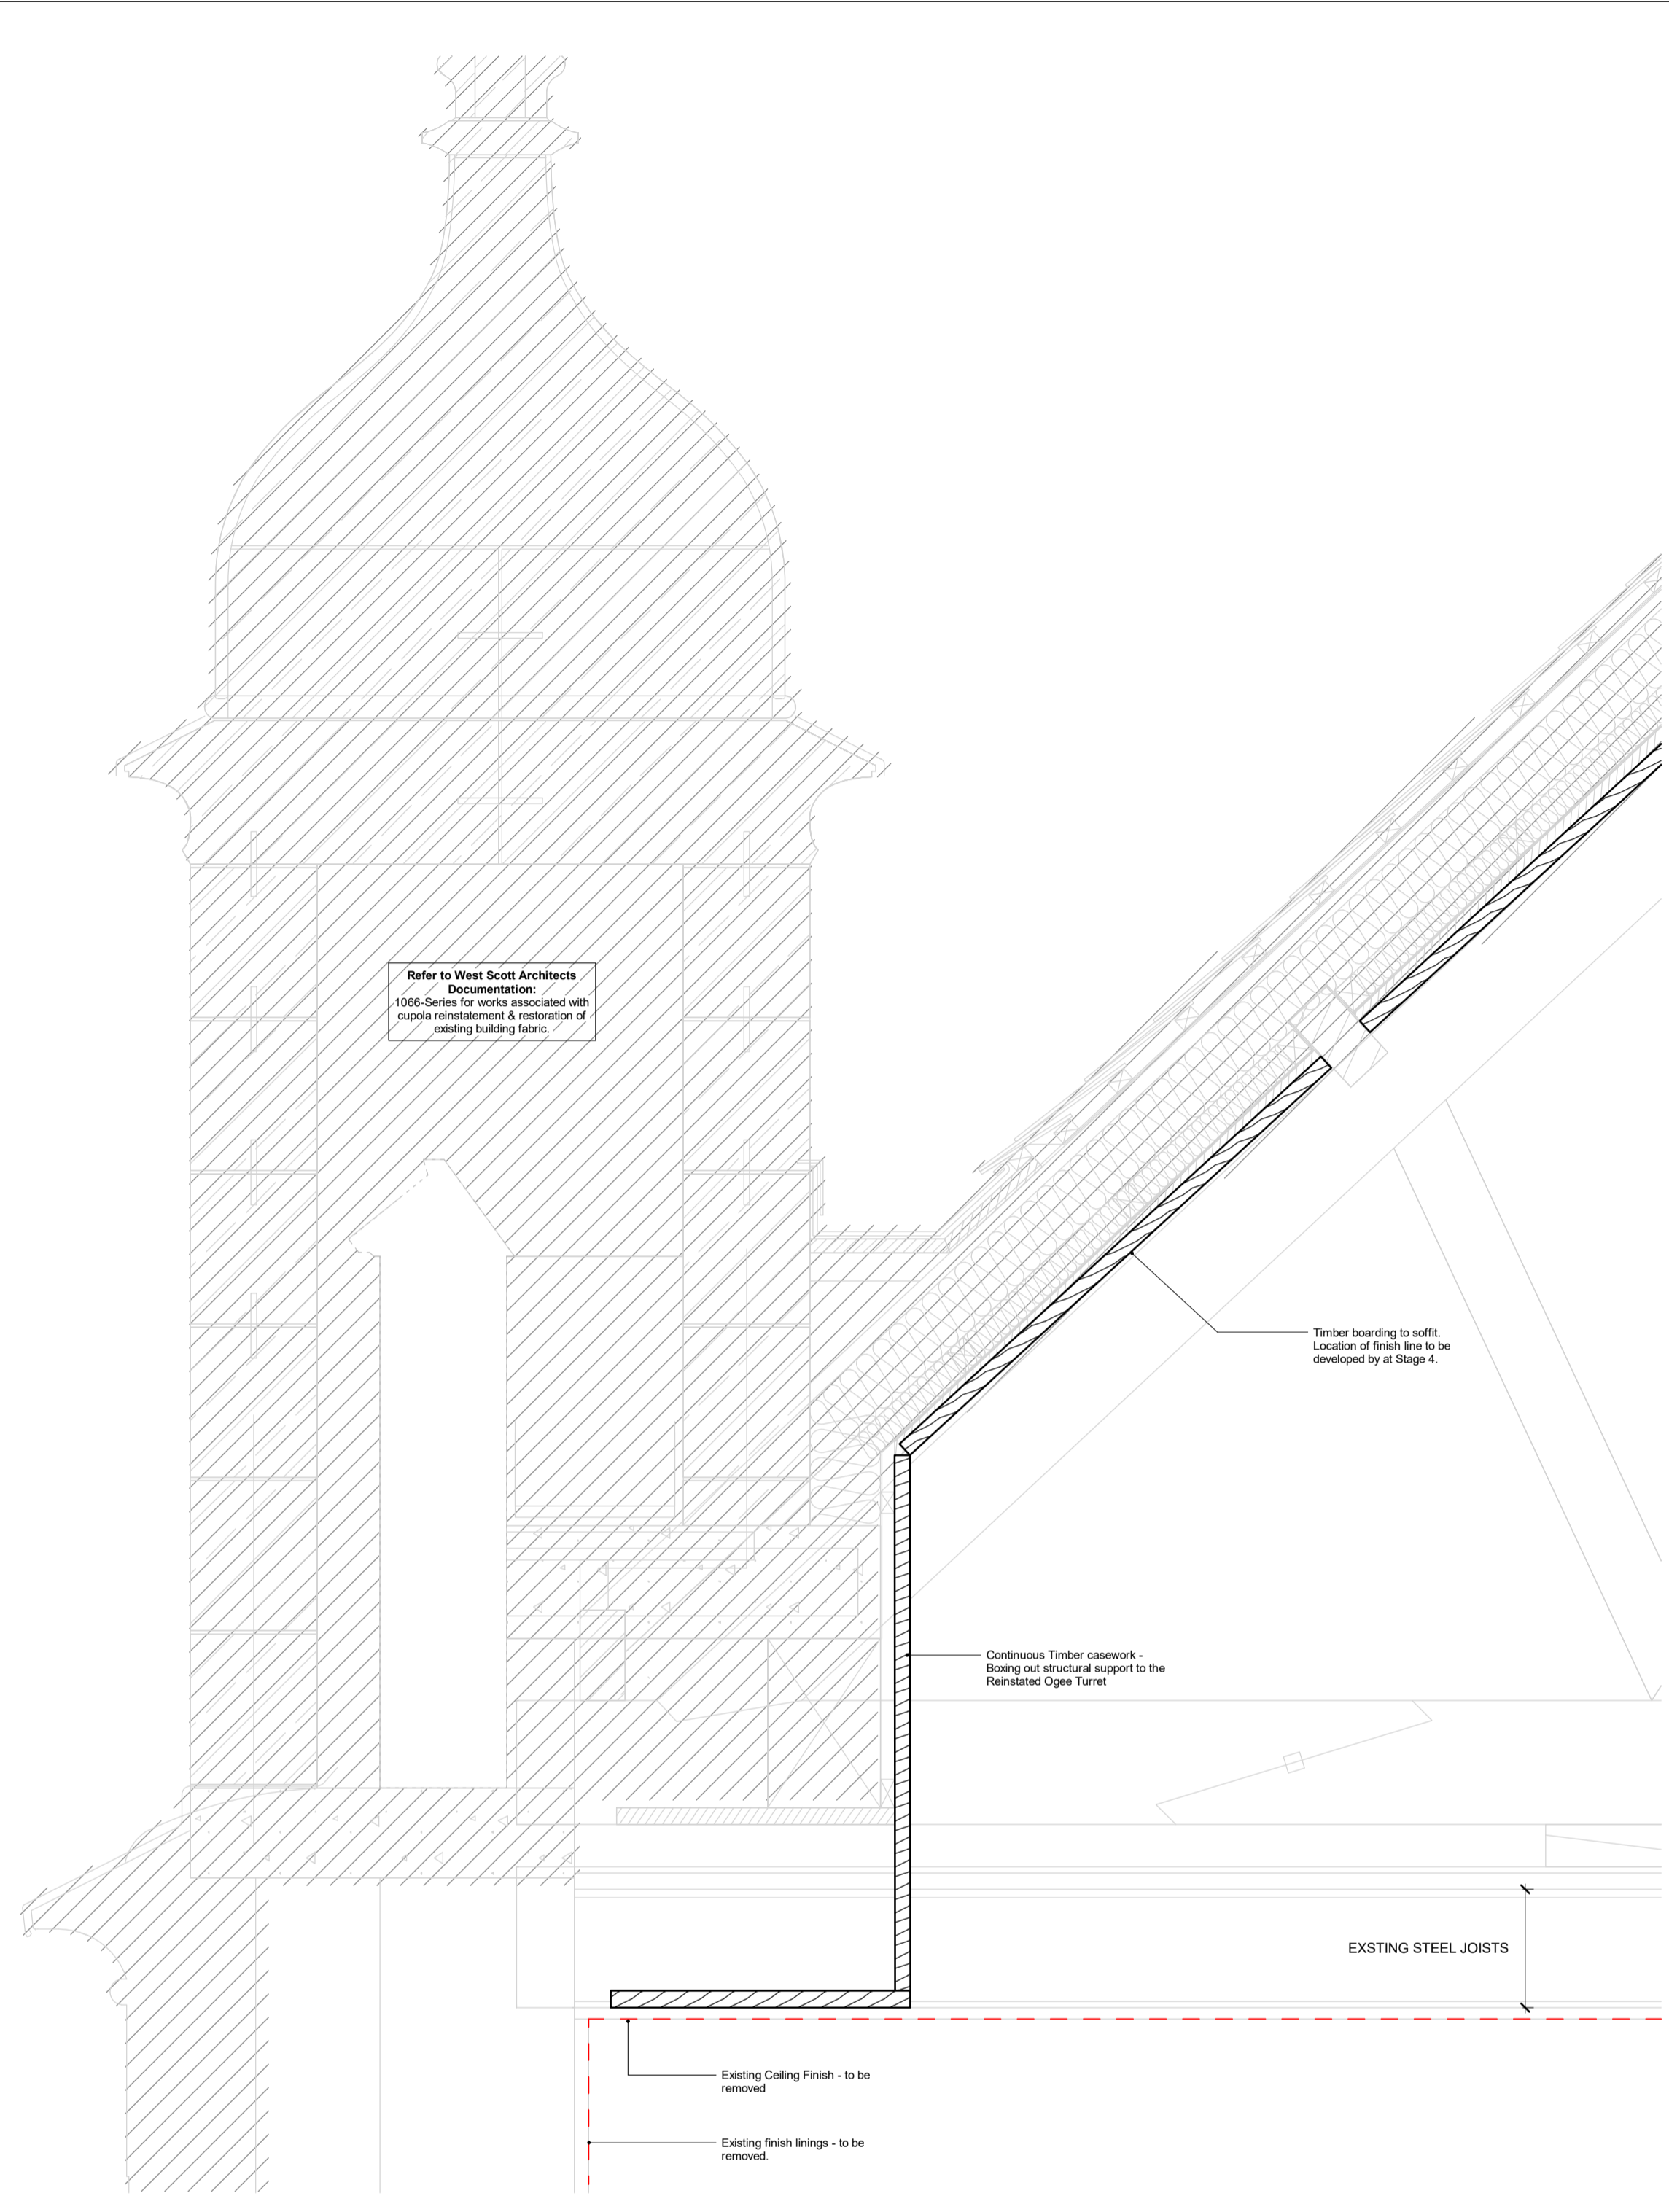 Refer to West Scott Architects
Documentation:
1066-Series for works associated with
cupola reinstatement & restoration of
existing building fabric.
Timber boarding to soffit.
Location of finish line to be
developed by at Stage 4.
Continuous Timber casework -
Boxing out structural support to the
Reinstated Ogee Turret
EXSTING STEEL JOISTS
Existing Ceiling Finish - to be
removed
Existing finish linings - to be
removed.